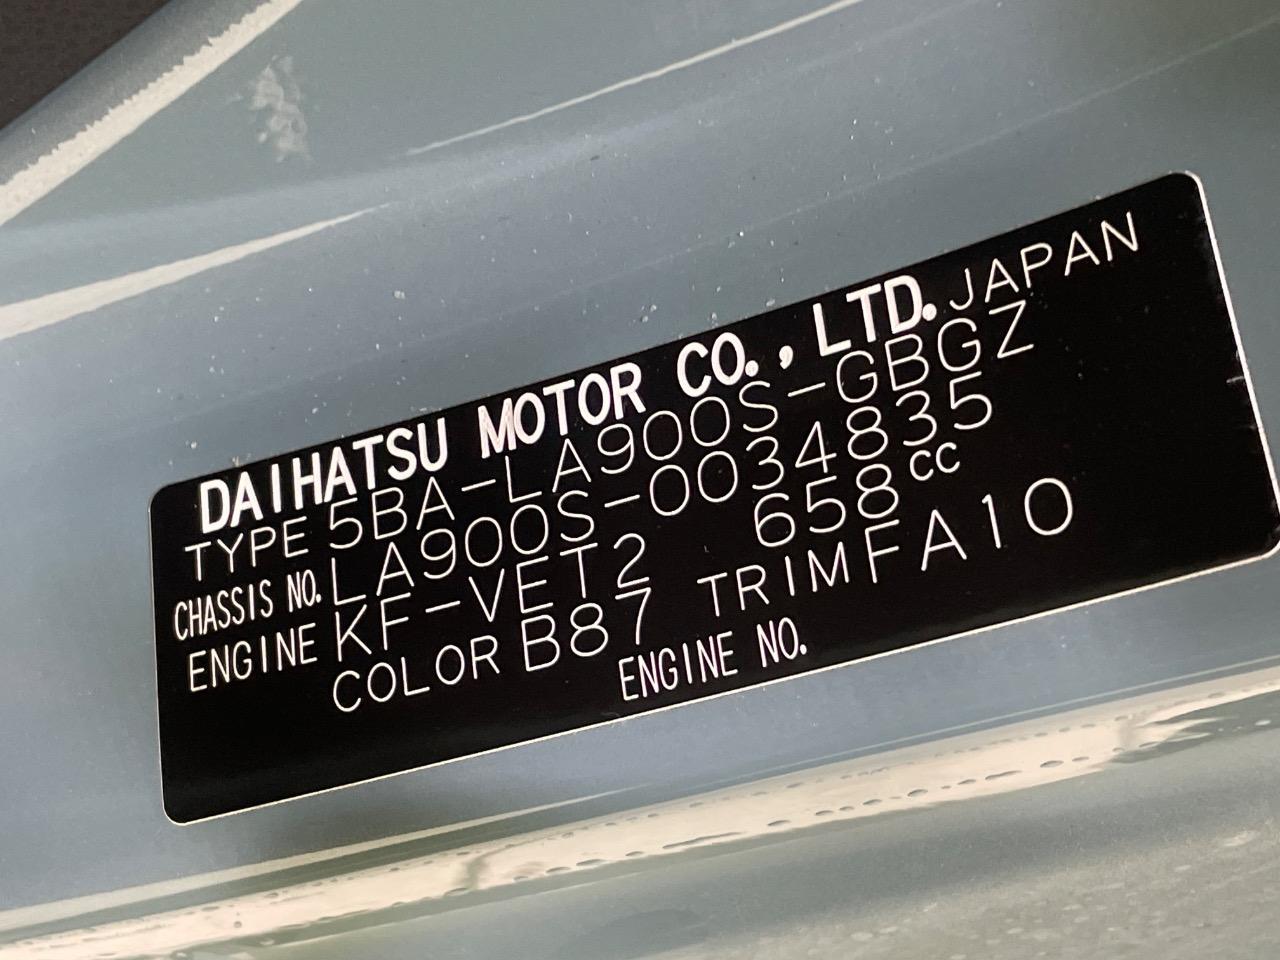 DAIHATSU MOTOR CO., LTD. JAPAN
TYPE 5BA-LA900S-GBGZ
CHASSIS NO. LA900S-0034835
ENGINE KF-VET2 658cc
COLOR B87 TRIM FA10
ENGINE NO.